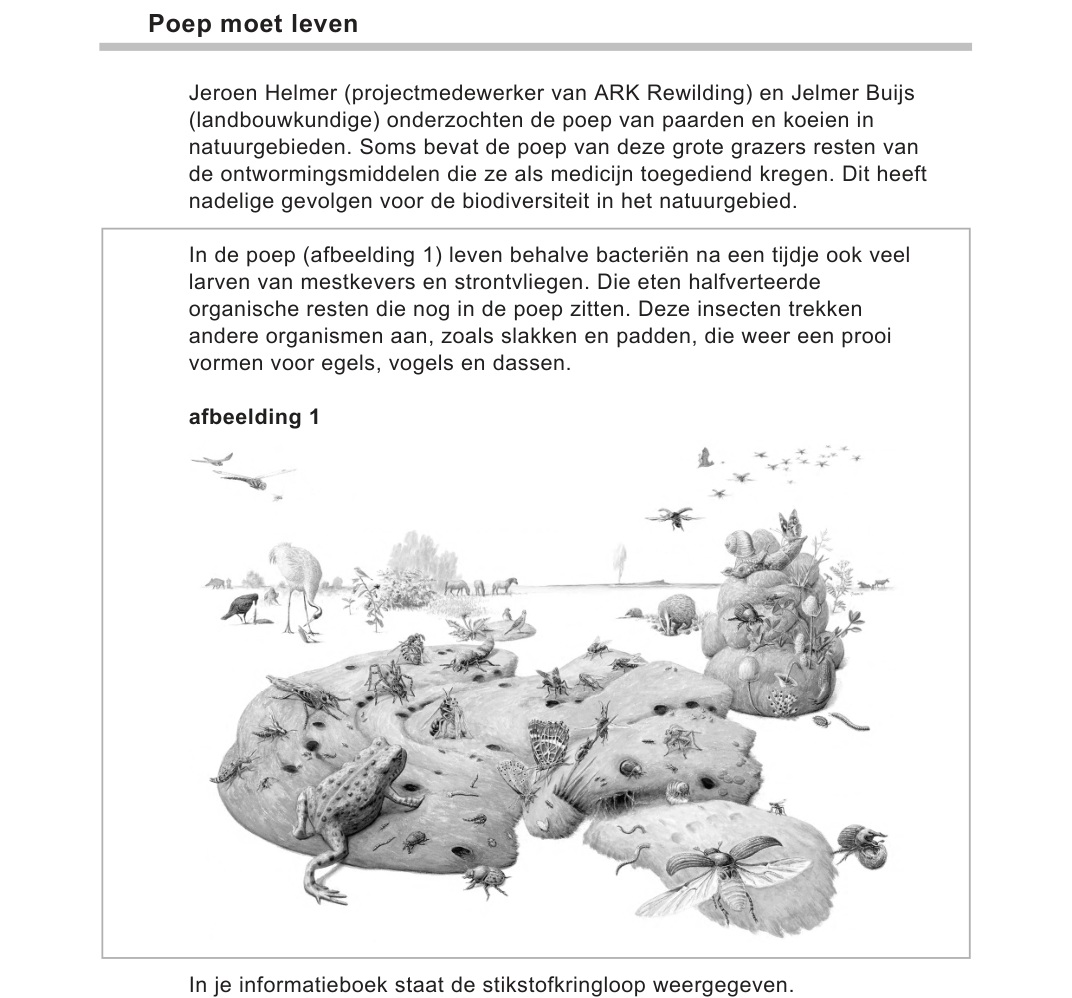 Poep moet leven
Jeroen Helmer (projectmedewerker van ARK Rewilding) en Jelmer Buijs
(landbouwkundige) onderzochten de poep van paarden en koeien in
natuurgebieden. Soms bevat de poep van deze grote grazers resten van
de ontwormingsmiddelen die ze als medicijn toegediend kregen. Dit heeft
nadelige gevolgen voor de biodiversiteit in het natuurgebied.
In de poep (afbeelding 1) leven behalve bacteriën na een tijdje ook veel
larven van mestkevers en strontvliegen. Die eten halfverteerde
organische resten die nog in de poep zitten. Deze insecten trekken
andere organismen aan, zoals slakken en padden, die weer een prooi
vormen voor egels, vogels en dassen.
afbeelding 1
In je informatieboek staat de stikstofkringloop weergegeven.